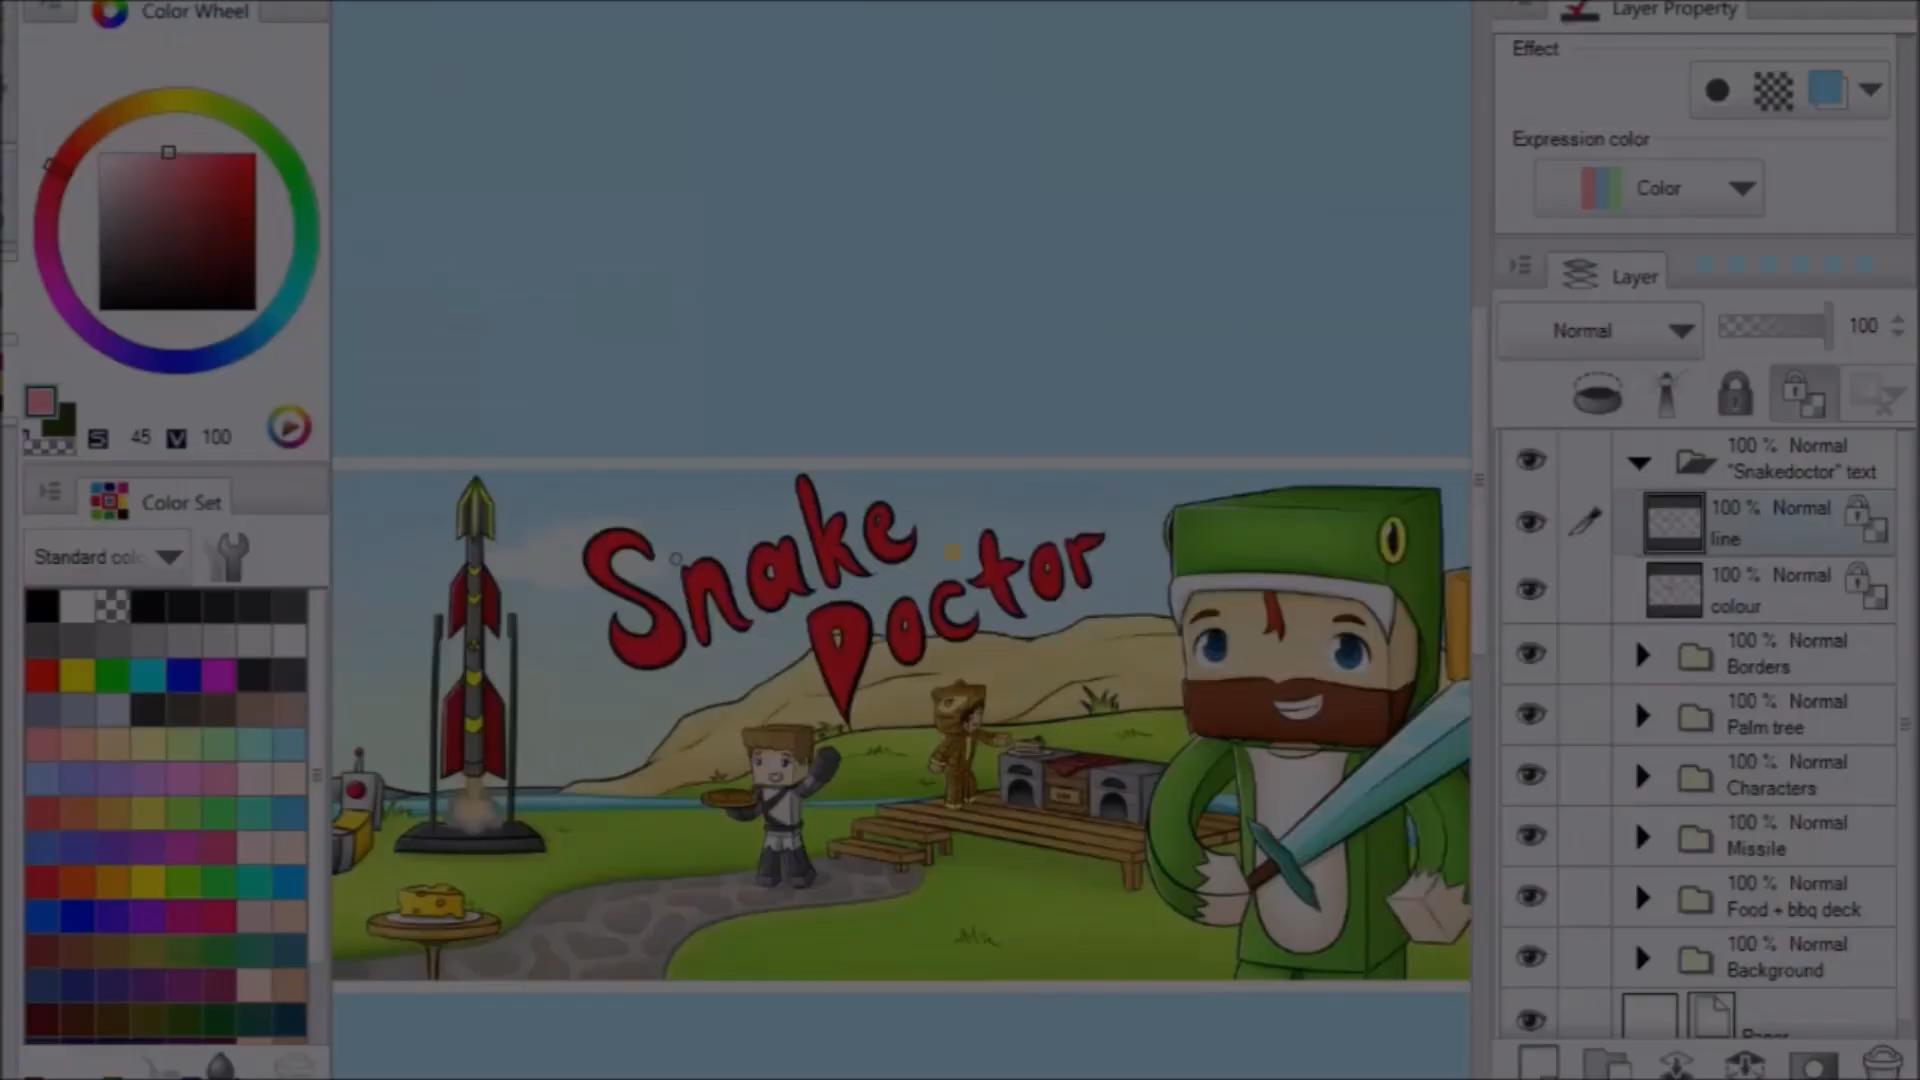 Color Wheel
S 45 V 100
Color Set
Standard colo
Snake
Doctor
Layer Property
Effect
Expression color
Color
Layer
Normal
100
100 % Normal
"Snakedoctor" text
100 % Normal
line
100 % Normal
colour
100 % Normal
Borders
100 % Normal
Palm tree
100 % Normal
Characters
100 % Normal
Missile
100 % Normal
Food + bbq deck
100 % Normal
Background
Paper